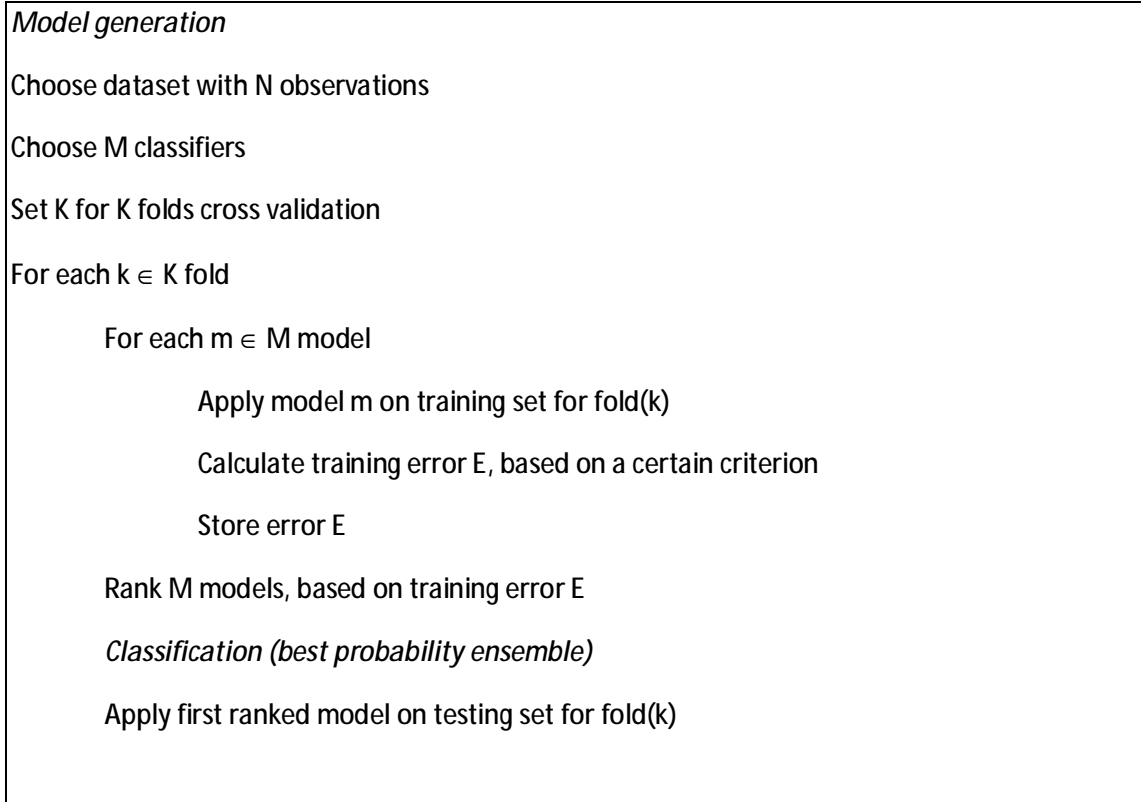 Model generation
Choose dataset with N observations
Choose M classifiers
Set K for K folds cross validation
For each k ∈ K fold
For each m ∈ M model
Apply model m on training set for fold(k)
Calculate training error E, based on a certain criterion
Store error E
Rank M models, based on training error E
Classification (best probability ensemble)
Apply first ranked model on testing set for fold(k)